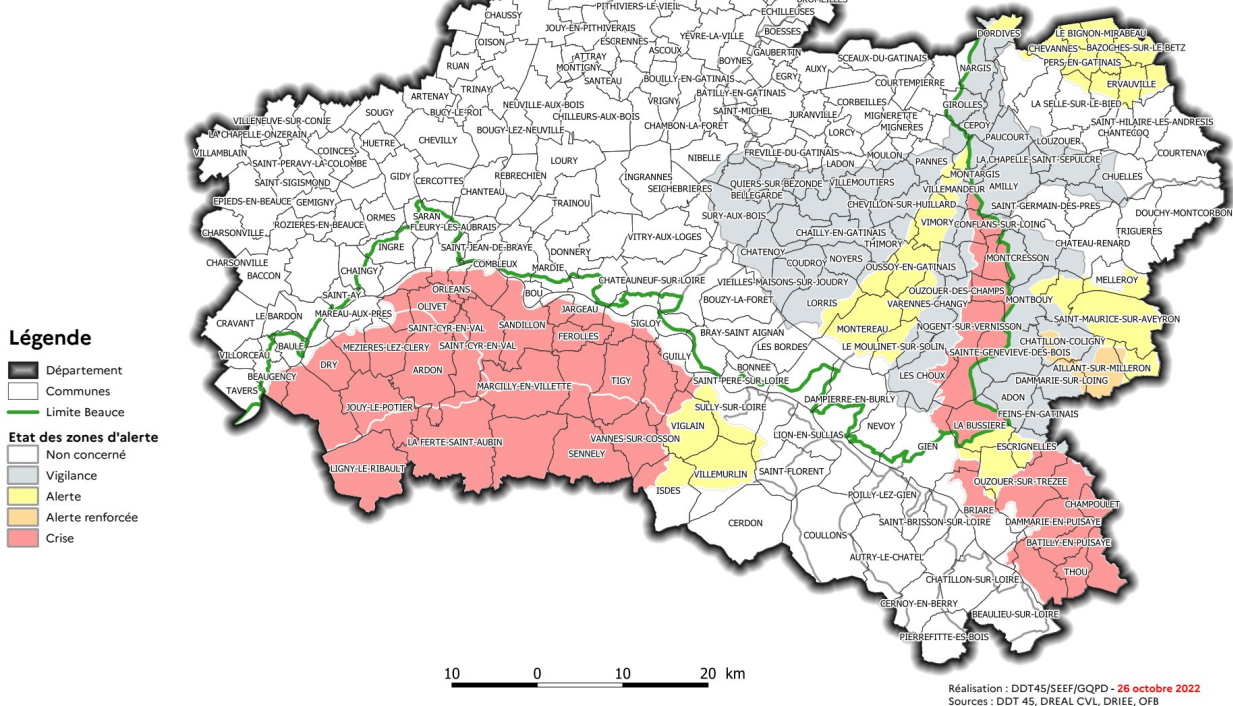 DROMEILLES
PITHIVIERS-LE-VIEIL
ECHILLEUSES
CHAUSSY
JOUY-EN-PITHIVERAIS
BOESSES
OISON
ESCRENNES
YEVRE-LA-VILLE
ASCOUX
GAUBERTIN
ATTRAY
BOYNES
SCEAUX-DU-GATINAIS
RUAN
MONTIGNY
AUXY
SANTEAU
BOUILLY-EN-GATINAIS
EGRY
COURTEMPIERRE
TRINAY
BATILLY-EN-GATINAIS
ARTENAY
VRIGNY
CORBEILLES
NEUVILLE-AUX-BOIS
SAINT-MICHEL
SOUGY
BUCY-LE-ROI
CHILLEURS-AUX-BOIS
JURANVILLE
MIGNERETTE
VILLENEUVE-SUR-CONIE
BOUGY-LEZ-NEUVILLE
CHAMBON-LA-FORET
MIGNERES
LA CHAPELLE-ONZERAIN
CHEVILLY
LORCY
HUETRE
VILLAMBLAIN
COINCES
FREVILLE-DU-GATINAIS
MOULON
SAINT-PERAVY-LA-COLOMBE
LOURY
NIBELLE
LADON
PANNES
DORDIVES
LE BIGNON-MIRABEAU
CHEVANNES
BAZOCHES-SUR-LE-BETZ
PERS-EN-GATINAIS
NARGIS
ERVAUVILLE
GIROLLES
LA SELLE-SUR-LE-BIED
CEPOY
SAINT-HILAIRE-LES-ANDRESIS
PAUCOURT
CHANTECOQ
LOUZOUER
COURTENAY
LA CHAPELLE-SAINT-SEPULCRE
SAINT-SIGISMOND
GIDY
CERCOTTES
REBRECHIEN
INGRANNES
QUIERS-SUR-BEZONDE
VILLEMOUTIERS
MONTARGIS
CHUELLES
CHANTEAU
SEICHEBRIERES
BELLEGARDE
VILLEMANDEUR
AMILLY
EPIEDS-EN-BEAUCE
GEMIGNY
TRAINOU
CHEVILLON-SUR-HUILLARD
SAINT-GERMAIN-DES-PRES
ORMES
SARAN
SURY-AUX-BOIS
DOUCHY-MONTCORBON
ROZIERES-EN-BEAUCE
FLEURY-LES-AUBRAIS
VIMORY
CONFLANS-SUR-LOING
CHARSONVILLE
CHAILLY-EN-GATINAIS
TRIGUERES
INGRE
SAINT-JEAN-DE-BRAYE
VITRY-AUX-LOGES
THIMORY
CHATEAU-RENARD
DONNERY
CHATENOY
NOYERS
MONTCRESSON
CHARSONVILLE
COMBLEUX
COUDROY
OUSSOY-EN-GATINAIS
BACCON
CHAINGY
MARDIE
CHATEAUNEUF-SUR-LOIRE
VIEILLES-MAISONS-SUR-JOUDRY
MELLEROY
ORLEANS
OUZOUER-DES-CHAMPS
SAINT-AY
BOU
BOUZY-LA-FORET
LORRIS
VARENNES-CHANGY
MONTBOUY
OLIVET
JARGEAU
LE BARDON
MAREAU-AUX-PRES
SIGLOY
SAINT-MAURICE-SUR-AVEYRON
CRAVANT
SAINT-CYR-EN-VAL
SANDILLON
BRAY-SAINT AIGNAN
MONTEREAU
NOGENT-SUR-VERNISSON
FEROLLES
CHATILLON-COLIGNY
BAULE
MEZIERES-LEZ-CLERY
SAINT-CYR-EN-VAL
LES BORDES
LE MOULINET-SUR-SOLIN
SAINTE-GENEVIEVE-DES-BOIS
VILLORCEAU
GUILLY
DRY
ARDON
BONNEE
AILLANT-SUR-MILLERON
BEAUGENCY
TIGY
SAINT-PERE-SUR-LOIRE
LES CHOUX
DAMMARIE-SUR-LOING
TAVERS
MARCILLY-EN-VILLETTE
ADON
JOUY-LE-POTIER
SULLY-SUR-LOIRE
DAMPIERRE-EN-BURLY
FEINS-EN-GATINAIS
VIGLAIN
NEVOY
LA BUSSIERE
LA FERTE-SAINT-AUBIN
VANNES-SUR-COSSON
LION-EN-SULLIAS
GIEN
ESCRIGNELLES
SENNELY
LIGNY-LE-RIBAULT
VILLEMURLIN
SAINT-FLORENT
OUZOUER-SUR-TREZEE
ISDES
POILLY-LEZ-GIEN
CHAMPOULET
BRIARE
CERDON
SAINT-BRISSON-SUR-LOIRE
DAMMARIE-EN-PUISAYE
COULLONS
BATILLY-EN-PUISAYE
AUTRY-LE-CHATEL
THOU
CHATILLON-SUR-LOIRE
CERNOY-EN-BERRY
BEAULIEU-SUR-LOIRE
PIERREFITTE-ES-BOIS
Légende
Département
Communes
Limite Beauce
Etat des zones d'alerte
Non concerné
Vigilance
Alerte
Alerte renforcée
Crise
10 0 10 20 km
Réalisation : DDT45/SEEF/GQPD - 26 octobre 2022
Sources : DDT 45, DREAL CVL, DRIEE, OFB